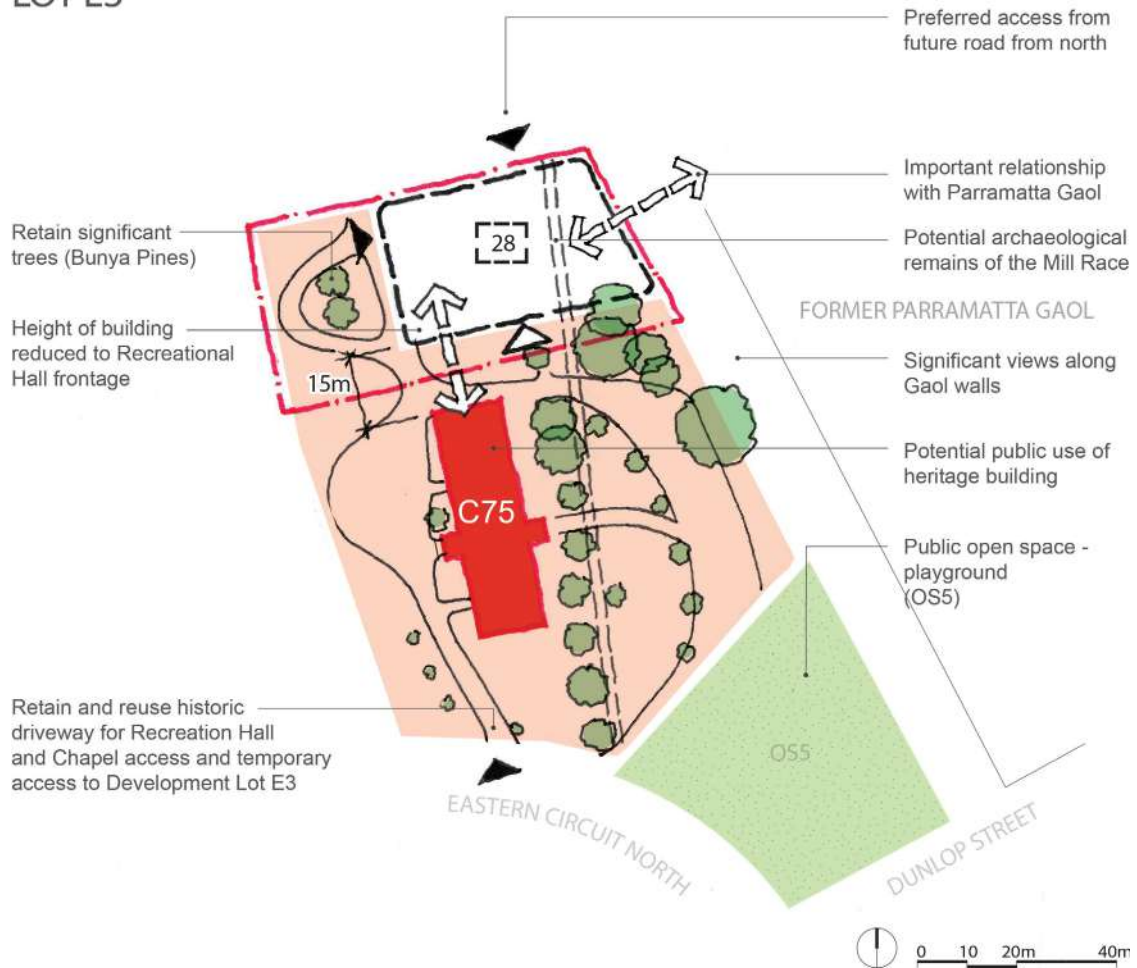 LOT E3
Preferred access from
future road from north
Important relationship
with Parramatta Gaol
Potential archaeological
remains of the Mill Race
FORMER PARRAMATTA GAOL
Significant views along
Gaol walls
Potential public use of
heritage building
Public open space -
playground
(OS5)
Retain significant
trees (Bunya Pines)
Height of building
reduced to Recreational
Hall frontage
Retain and reuse historic
driveway for Recreation Hall
and Chapel access and temporary
access to Development Lot E3
28
15m
C75
OS5
EASTERN CIRCUIT NORTH
DUNLOP STREET
0 10 20m 40m